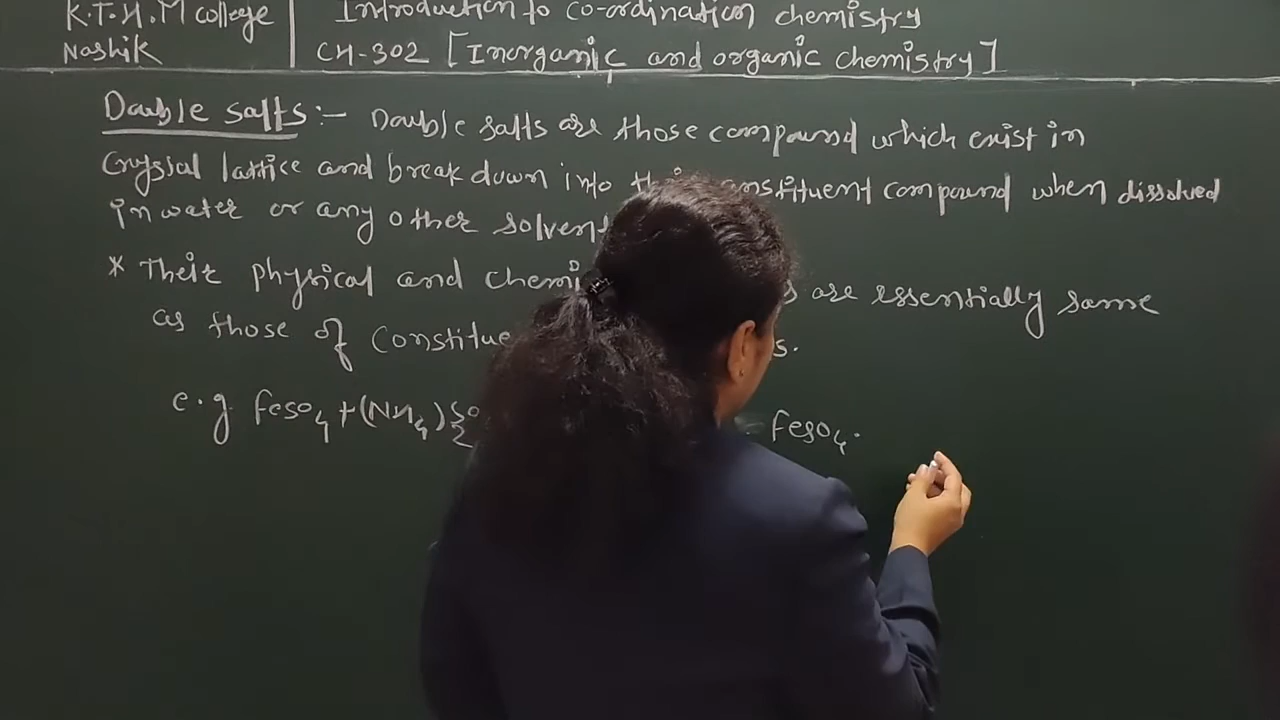 K.T.H.M College
Nashik
Introduction to co-ordination chemistry
CH-302 [Inorganic and organic chemistry]
Double salts :- Double salts are those compound which exist in
crystal lattice and break down into constituent compound when dissolved
in water or any other solvent
* Their physical and are essentially same
as those of
e.g FeSO4 + (NH4)2 FeSO4.